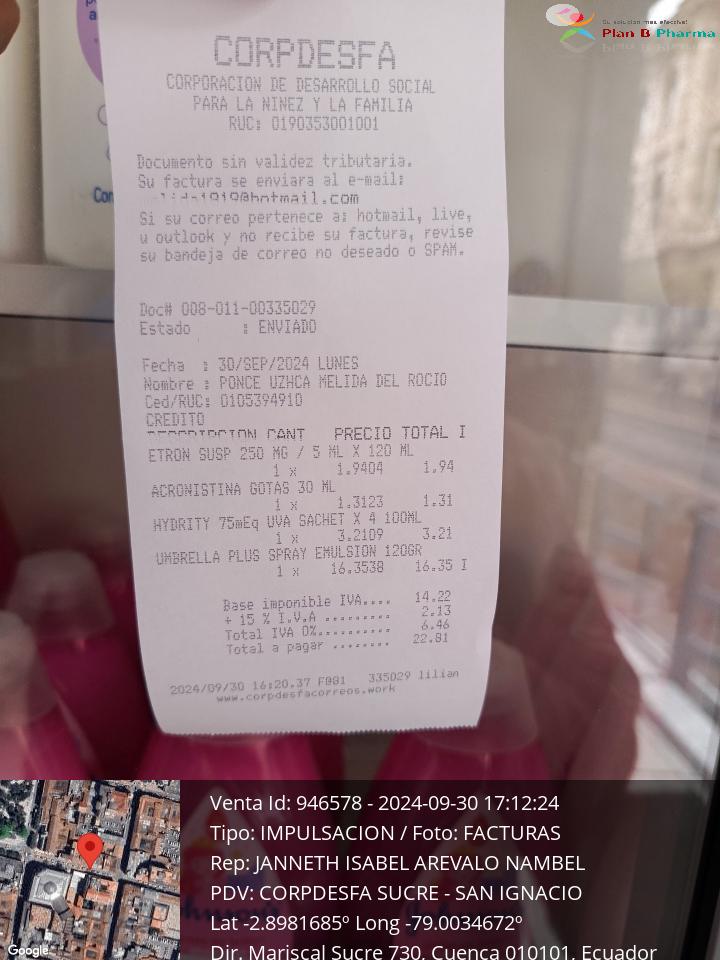 Su solucion mas efectiva!
Plan B Pharma
CORPDESFA
CORPORACION DE DESARROLLO SOCIAL
PARA LA NINEZ Y LA FAMILIA
RUC: 0190353001001
Documento sin validez tributaria.
Su factura se enviara al e-mail:
lida1919@hotmail.com
Si su correo pertenece a: hotmail, live,
u outlook y no recibe su factura, revise
su bandeja de correo no deseado o SPAM.
Doc# 008-011-00335029
Estado : ENVIADO
Fecha : 30/SEP/2024 LUNES
Nombre : PONCE UZHCA MELIDA DEL ROCIO
Ced/RUC: 0105394910
CREDITO
DESCRIPCION CANT PRECIO TOTAL I
ETRON SUSP 250 MG / 5 ML X 120 ML
1 x 1.9404 1.94
ACRONISTINA GOTAS 30 ML
1 x 1.3123 1.31
HYDRITY 75mEq UVA SACHET X 4 100ML
1 x 3.2109 3.21
UMBRELLA PLUS SPRAY EMULSION 120GR
1 x 16.3538 16.35 I
Base imponible IVA.... 14.22
+ 15 % I.V.A ......... 2.13
Total IVA 0%.......... 6.46
Total a pagar ........ 22.81
2024/09/30 16:20.37 F081 335029 lilian
www.corpdesfacorreos.work
Venta Id: 946578 - 2024-09-30 17:12:24
Tipo: IMPULSACION / Foto: FACTURAS
Rep: JANNETH ISABEL AREVALO NAMBEL
PDV: CORPDESFA SUCRE - SAN IGNACIO
Lat -2.8981685º Long -79.0034672º
Dir. Mariscal Sucre 730, Cuenca 010101, Ecuador
Google